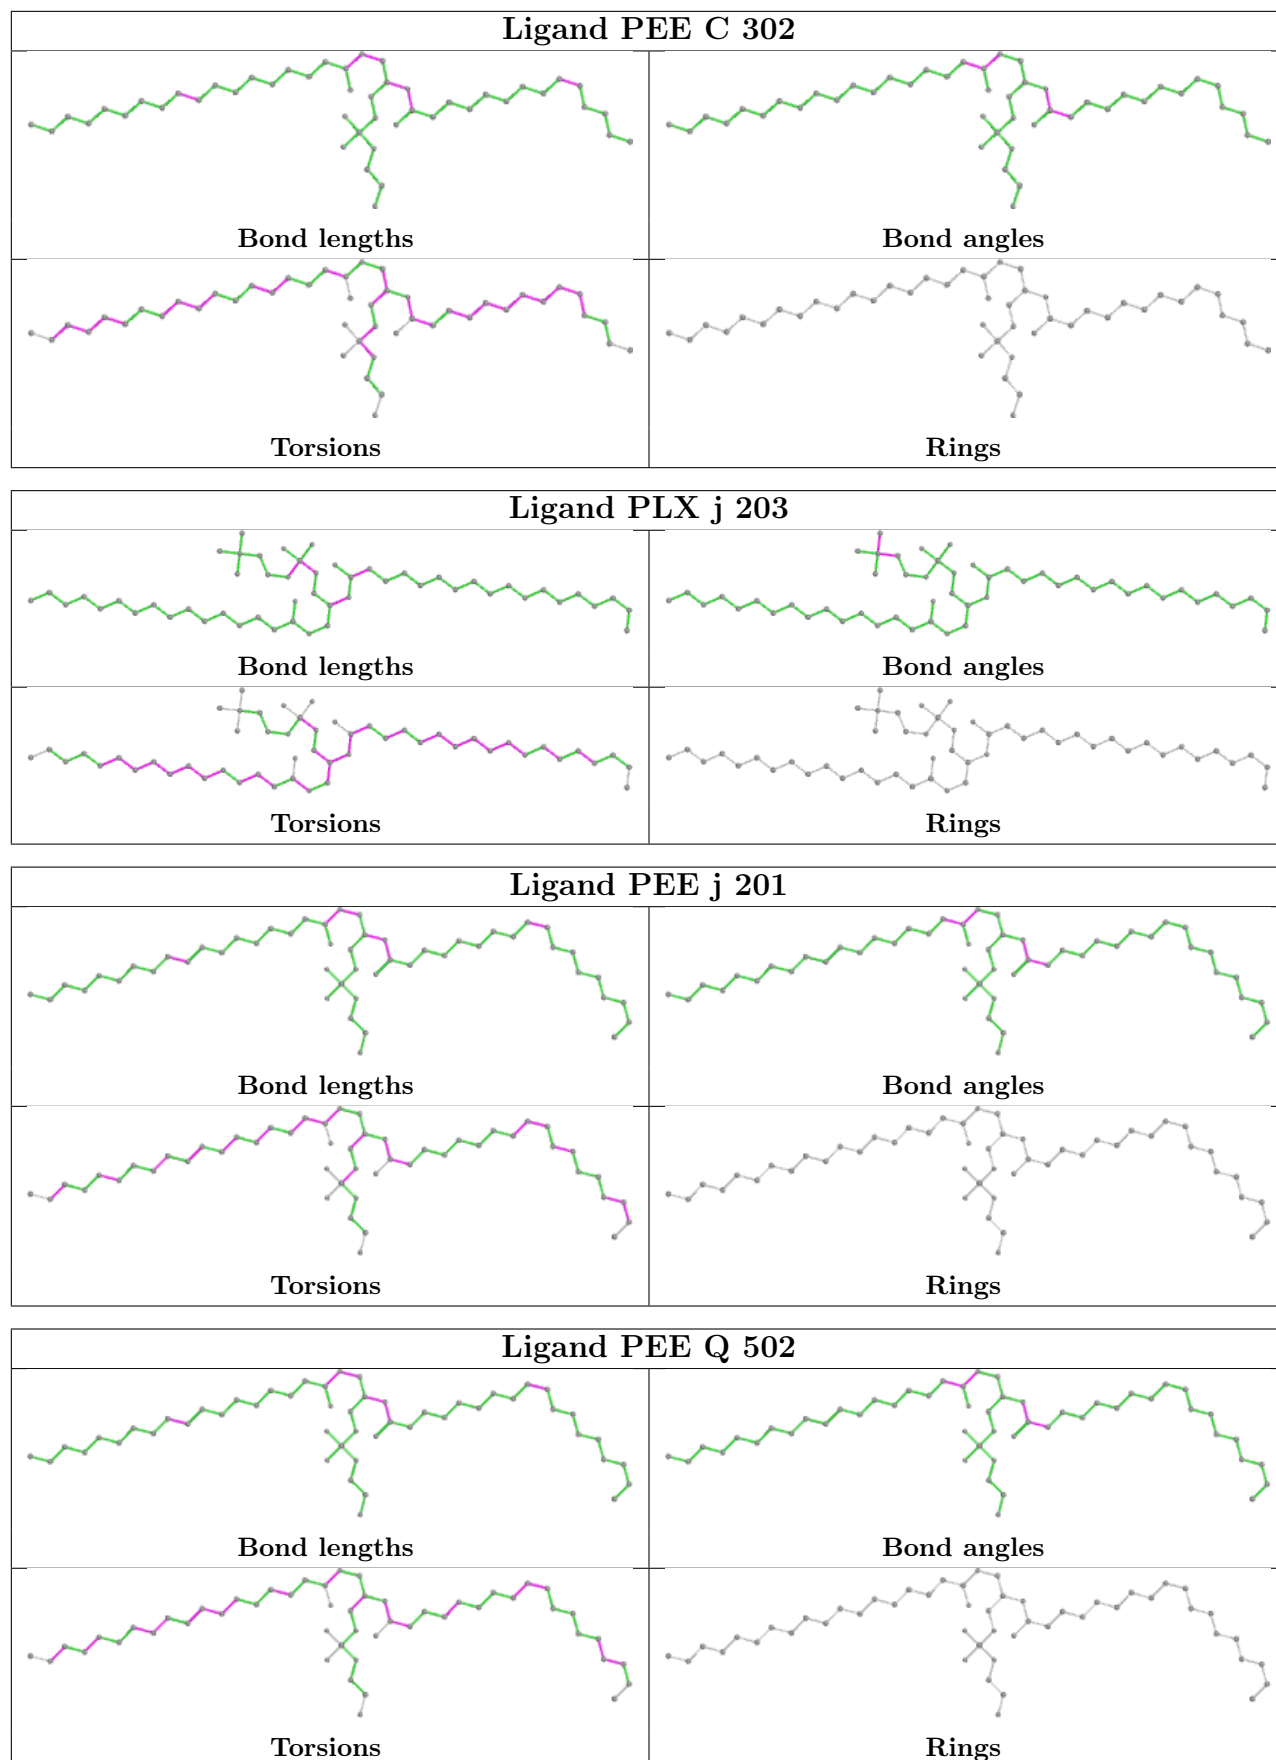 Ligand PEE C 302
Bond lengths
Bond angles
Torsions
Rings
Ligand PLX j 203
Bond lengths
Bond angles
Torsions
Rings
Ligand PEE j 201
Bond lengths
Bond angles
Torsions
Rings
Ligand PEE Q 502
Bond lengths
Bond angles
Torsions
Rings